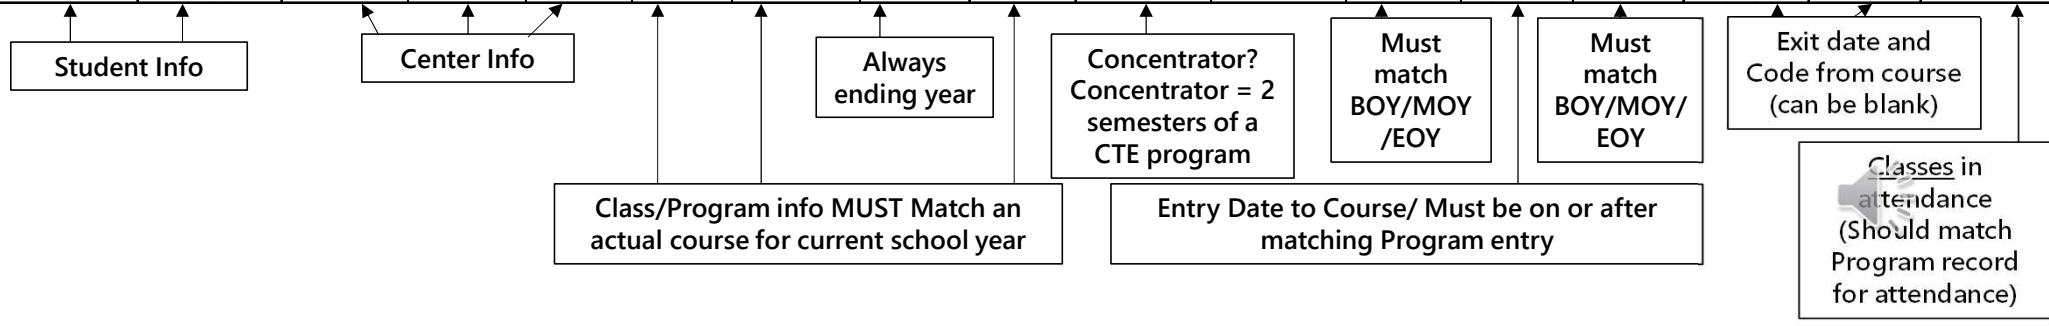 Student Info
Center Info
Always
ending year
Concentrator?
Concentrator = 2
semesters of a
CTE program
Must
match
BOY/MOY
/EOY
Must
match
BOY/MOY/
EOY
Exit date and
Code from course
(can be blank)
Class/Program info MUST Match an
actual course for current school year
Entry Date to Course/ Must be on or after
matching Program entry
Classes in
attendance
(Should match
Program record
for attendance)